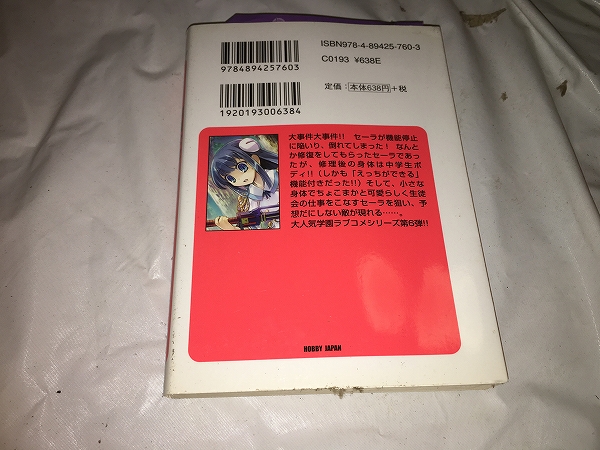 ISBN978-4-89425-760-3
C0193 ¥638E
9784894257603
定価：本体638円＋税
1920193006384
大事件大事件!! セーラが機能停止
に陥いり、倒れてしまった！ なんと
か修復をしてもらったセーラであっ
たが、修理後の身体は中学生ボ
ディ!!（しかも「えっちができる」
機能付きだった!!）そして、小さな
身体でちょこまかと可愛らしく生徒
会の仕事をこなすセーラを狙い、予
想だにしない敵が現れる……。
大人気学園ラブコメシリーズ第6弾!!
HOBBY JAPAN